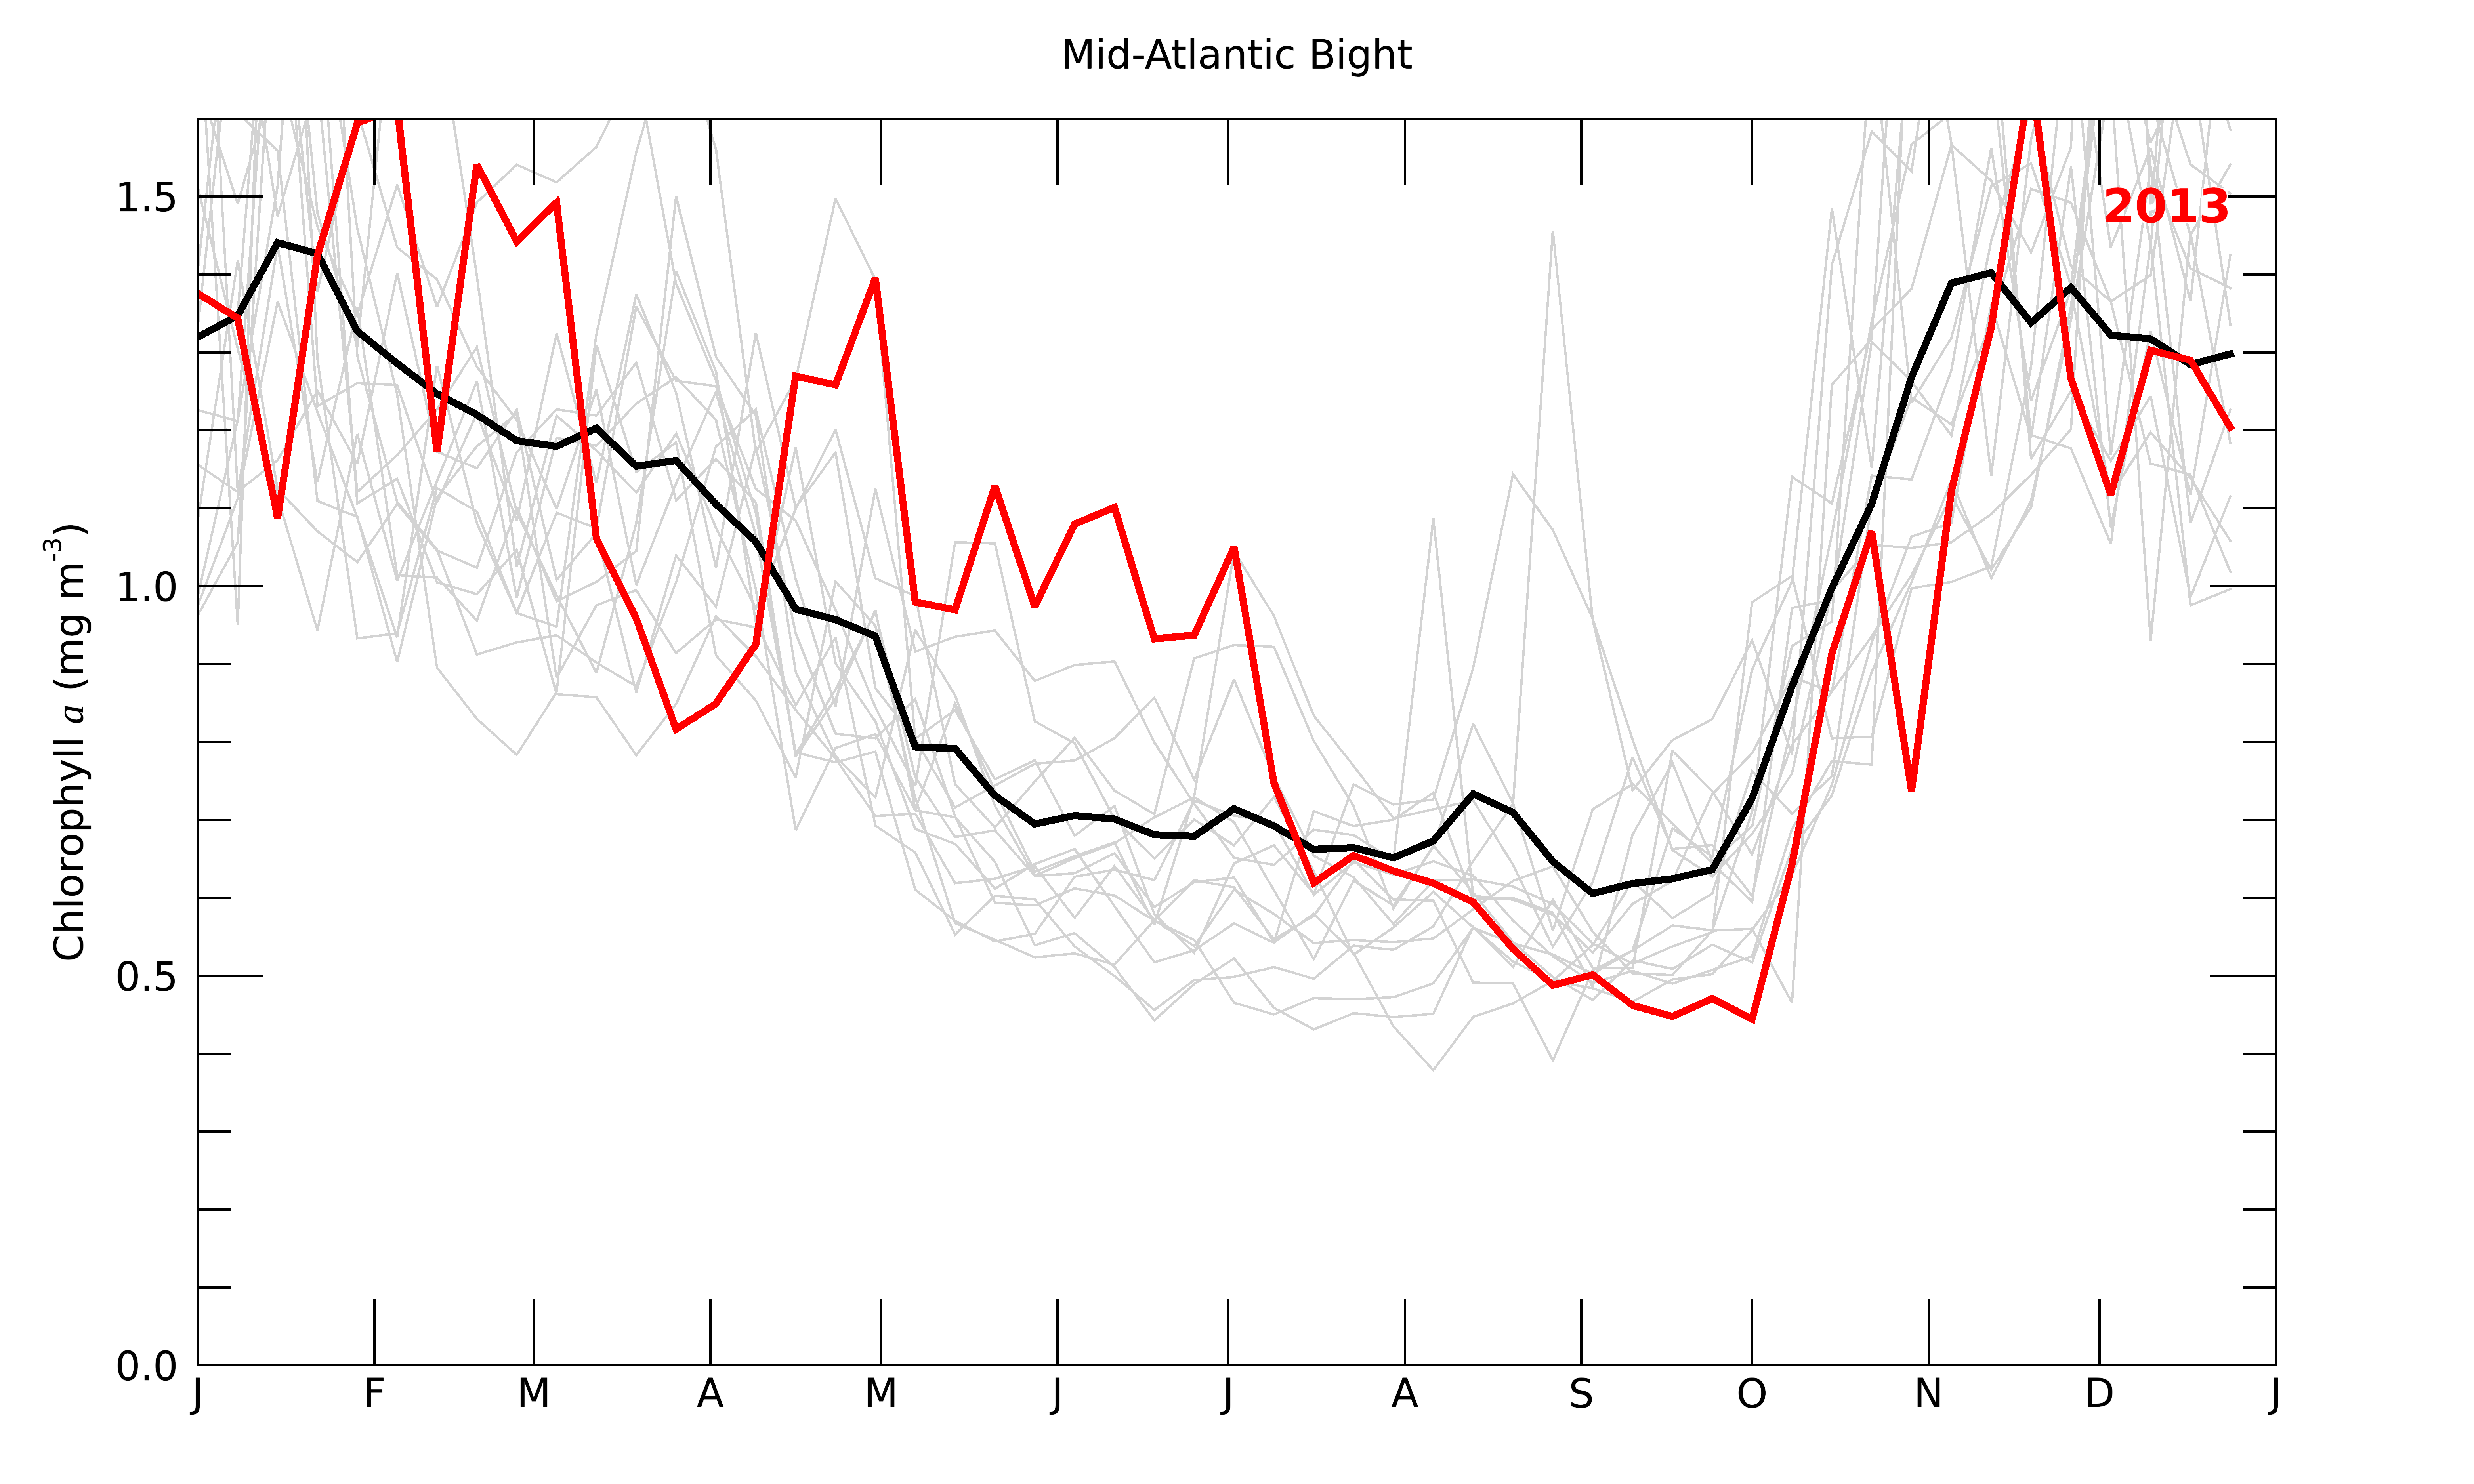 Mid-Atlantic Bight
Chlorophyll a (mg m⁻³)
1.5
1.0
0.5
0.0
2013
J F M A M J J A S O N D J